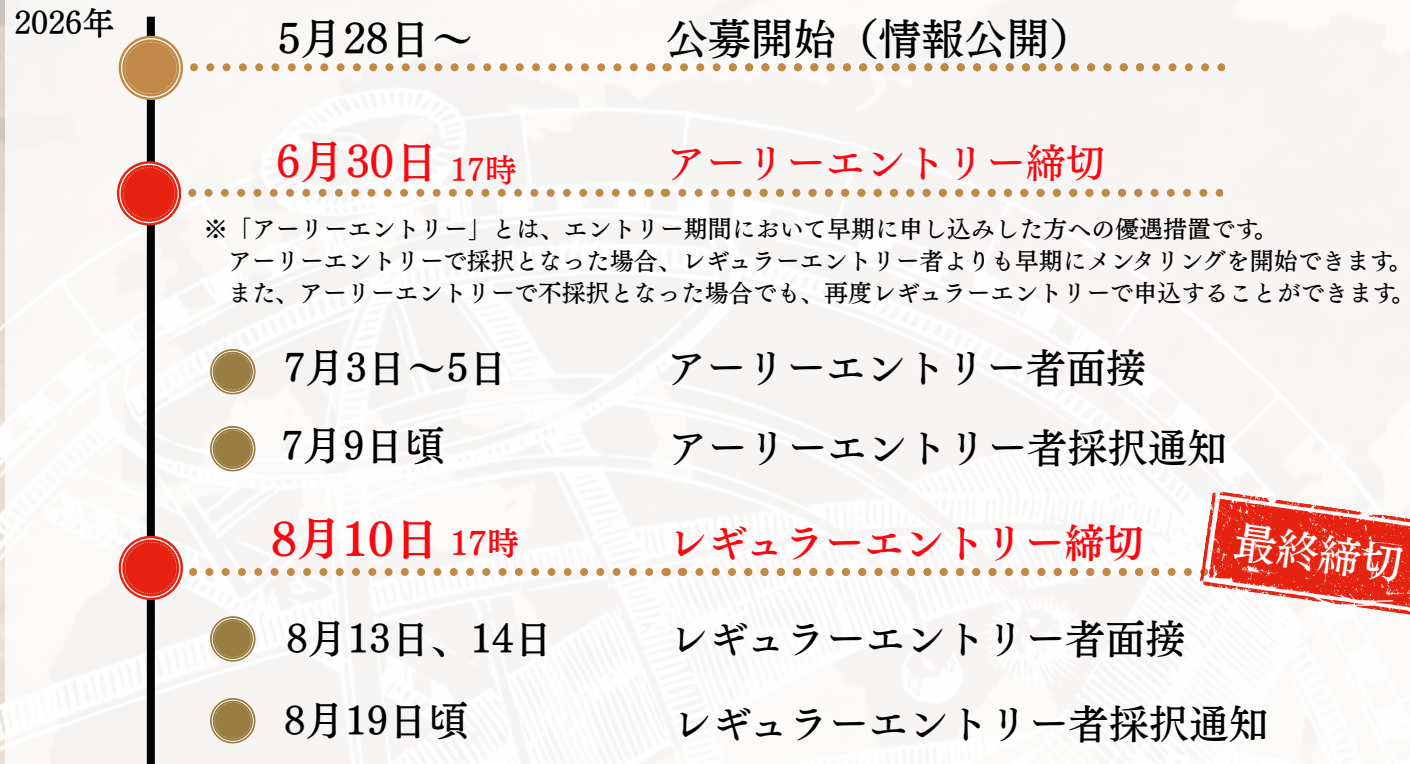 2026年
5月28日～ 公募開始（情報公開）
6月30日 17時 アーリーエントリー締切
※「アーリーエントリー」とは、エントリー期間において早期に申し込みした方への優遇措置です。
アーリーエントリーで採択となった場合、レギュラーエントリー者よりも早期にメンタリングを開始できます。
また、アーリーエントリーで不採択となった場合でも、再度レギュラーエントリーで申込することができます。
7月3日～5日 アーリーエントリー者面接
7月9日頃 アーリーエントリー者採択通知
8月10日 17時 レギュラーエントリー締切
最終締切
8月13日、14日 レギュラーエントリー者面接
8月19日頃 レギュラーエントリー者採択通知